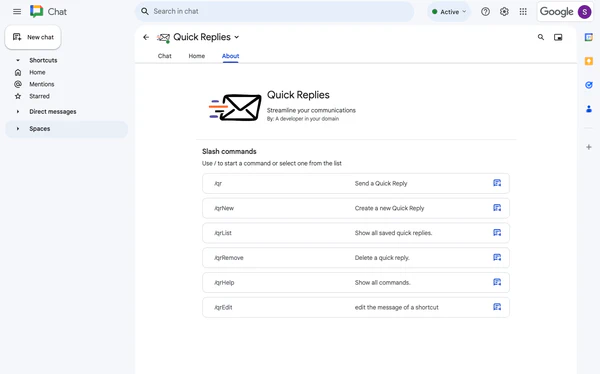 Chat
Search in chat
Active
Google
S
New chat
Quick Replies
Shortcuts
Chat
Home
About
Home
Mentions
Starred
Direct messages
Spaces
Quick Replies
Streamline your communications
By: A developer in your domain
Slash commands
Use / to start a command or select one from the list
/qr Send a Quick Reply
/qrNew Create a new Quick Reply
/qrList Show all saved quick replies.
/qrRemove Delete a quick reply.
/qrHelp Show all commands.
/qrEdit edit the message of a shortcut